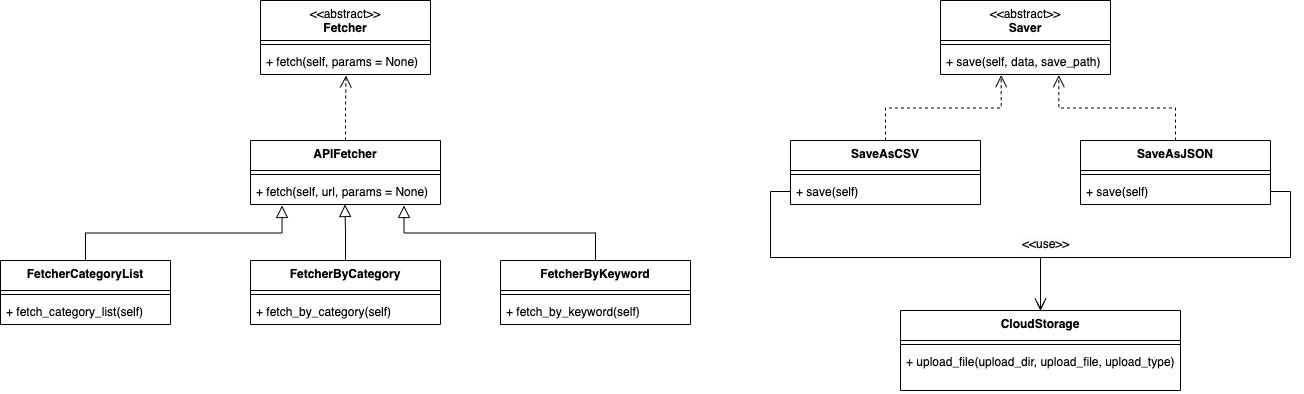 <<abstract>>
Fetcher
+ fetch(self, params = None)
APIFetcher
+ fetch(self, url, params = None)
FetcherCategoryList
+ fetch_category_list(self)
FetcherByCategory
+ fetch_by_category(self)
FetcherByKeyword
+ fetch_by_keyword(self)
<<abstract>>
Saver
+ save(self, data, save_path)
SaveAsCSV
+ save(self)
SaveAsJSON
+ save(self)
<<use>>
CloudStorage
+ upload_file(upload_dir, upload_file, upload_type)